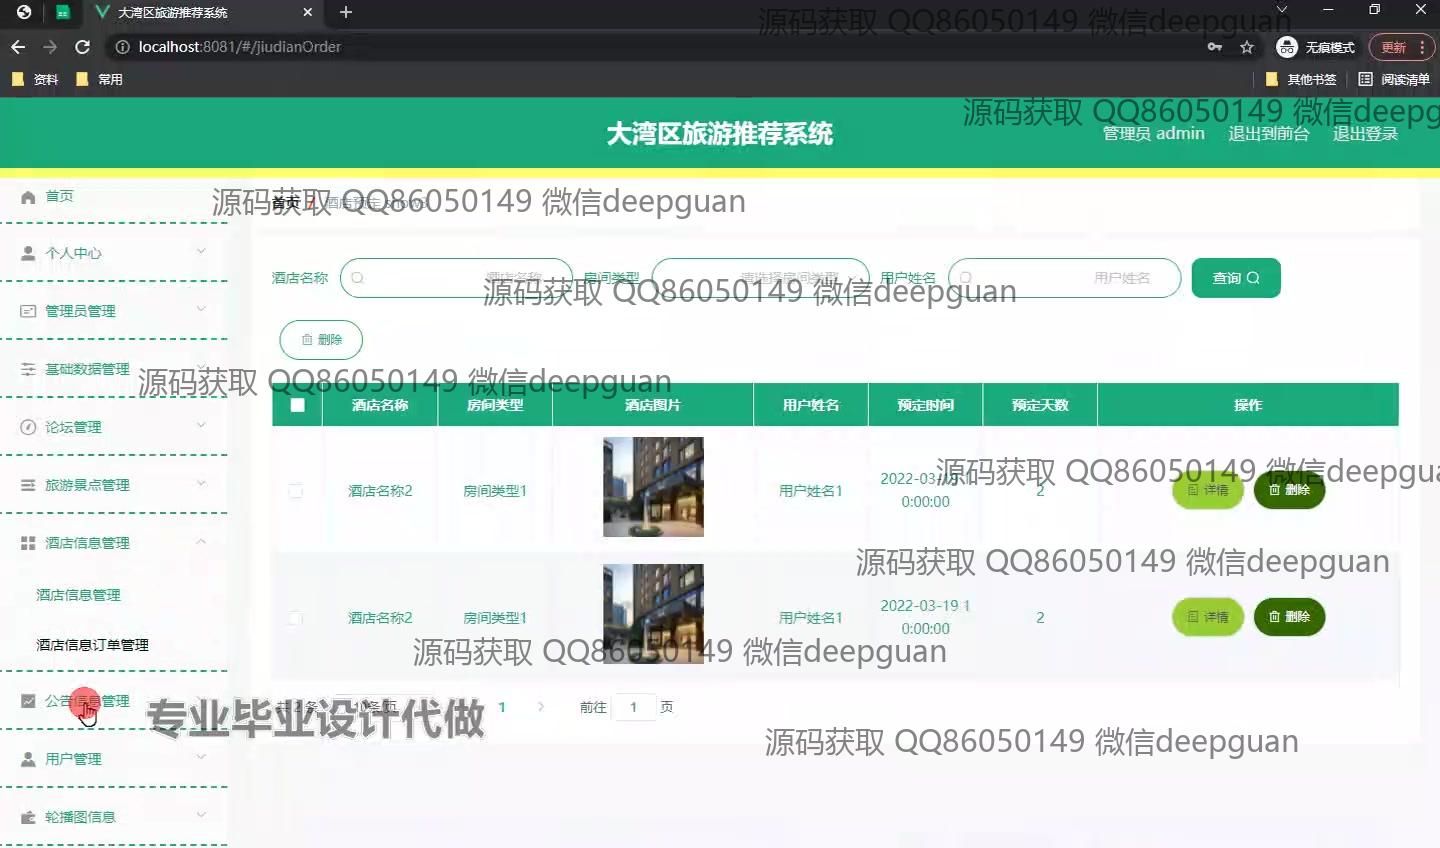 大湾区旅游推荐系统
源码获取 QQ86050149 微信deepguan
localhost:8081/#/jiudianOrder
无痕模式
更新
资料
常用
其他书签
阅读清单
源码获取 QQ86050149 微信deepg
大湾区旅游推荐系统
管理员 admin
退出到前台
退出登录
首页
源码获取 QQ86050149 微信deepguan
首页 /
个人中心
管理员管理
基础数据管理
论坛管理
旅游景点管理
酒店信息管理
酒店信息管理
酒店信息订单管理
公告信息管理
用户管理
轮播图信息
酒店名称
酒店名称
房间类型
请选择房间类型
用户姓名
用户姓名
查询
源码获取 QQ86050149 微信deepguan
删除
源码获取 QQ86050149 微信deepguan
酒店名称 房间类型 酒店图片 用户姓名 预定时间 预定天数 操作
源码获取 QQ86050149 微信deepgua
酒店名称2 房间类型1 用户姓名1 2022-03-19 1 2 详情 删除
0:00:00
源码获取 QQ86050149 微信deepguan
酒店名称2 房间类型1 用户姓名1 2022-03-19 1 2 详情 删除
0:00:00
源码获取 QQ86050149 微信deepguan
专业毕业设计代做
共 2 条 10条/页 1 前往 1 页
源码获取 QQ86050149 微信deepguan